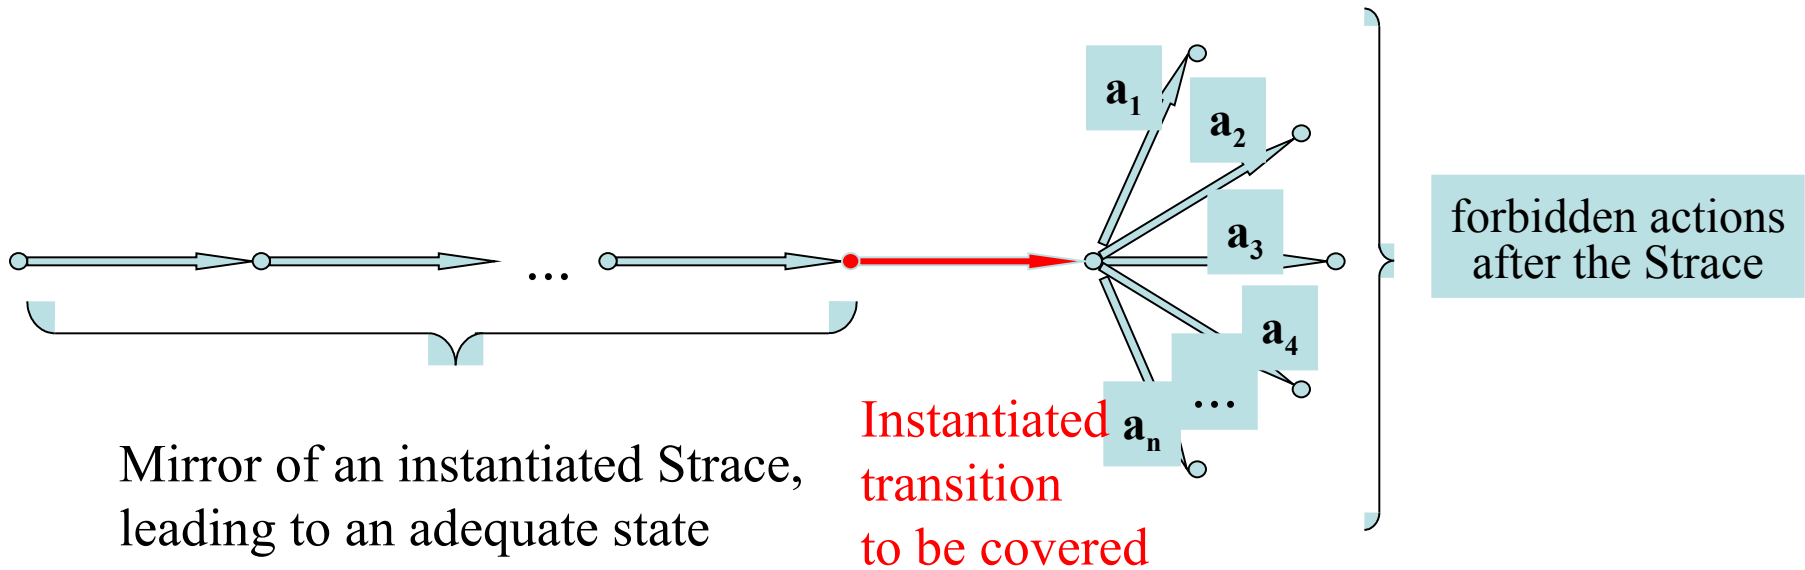 a1
a2
a3
a4
...
an
...
forbidden actions
after the Strace
Mirror of an instantiated Strace,
leading to an adequate state
Instantiated
transition
to be covered